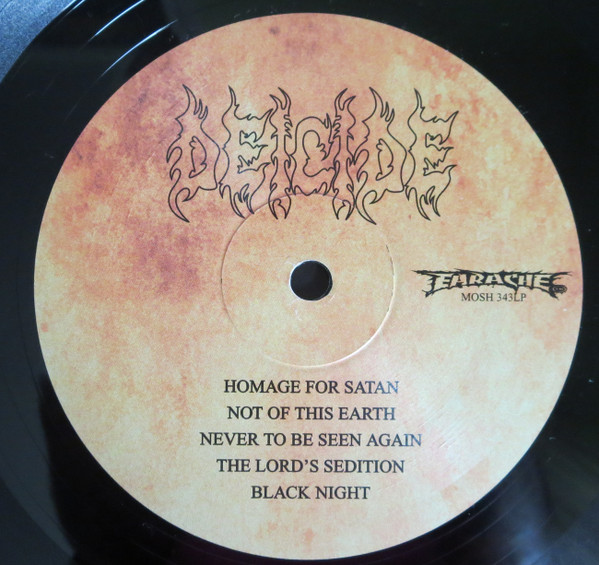 DEICIDE
EARACHE
MOSH 343LP
HOMAGE FOR SATAN
NOT OF THIS EARTH
NEVER TO BE SEEN AGAIN
THE LORD'S SEDITION
BLACK NIGHT